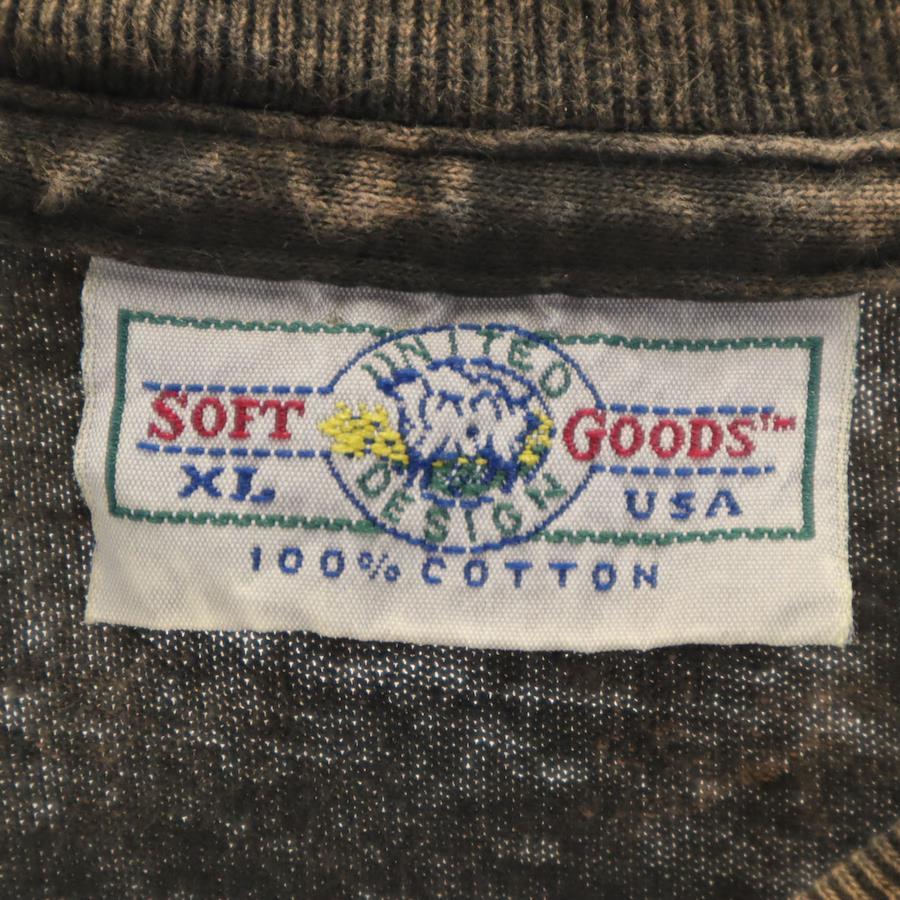 UNITED
SOFT GOODS™
XL USA
DESIGN
100% COTTON